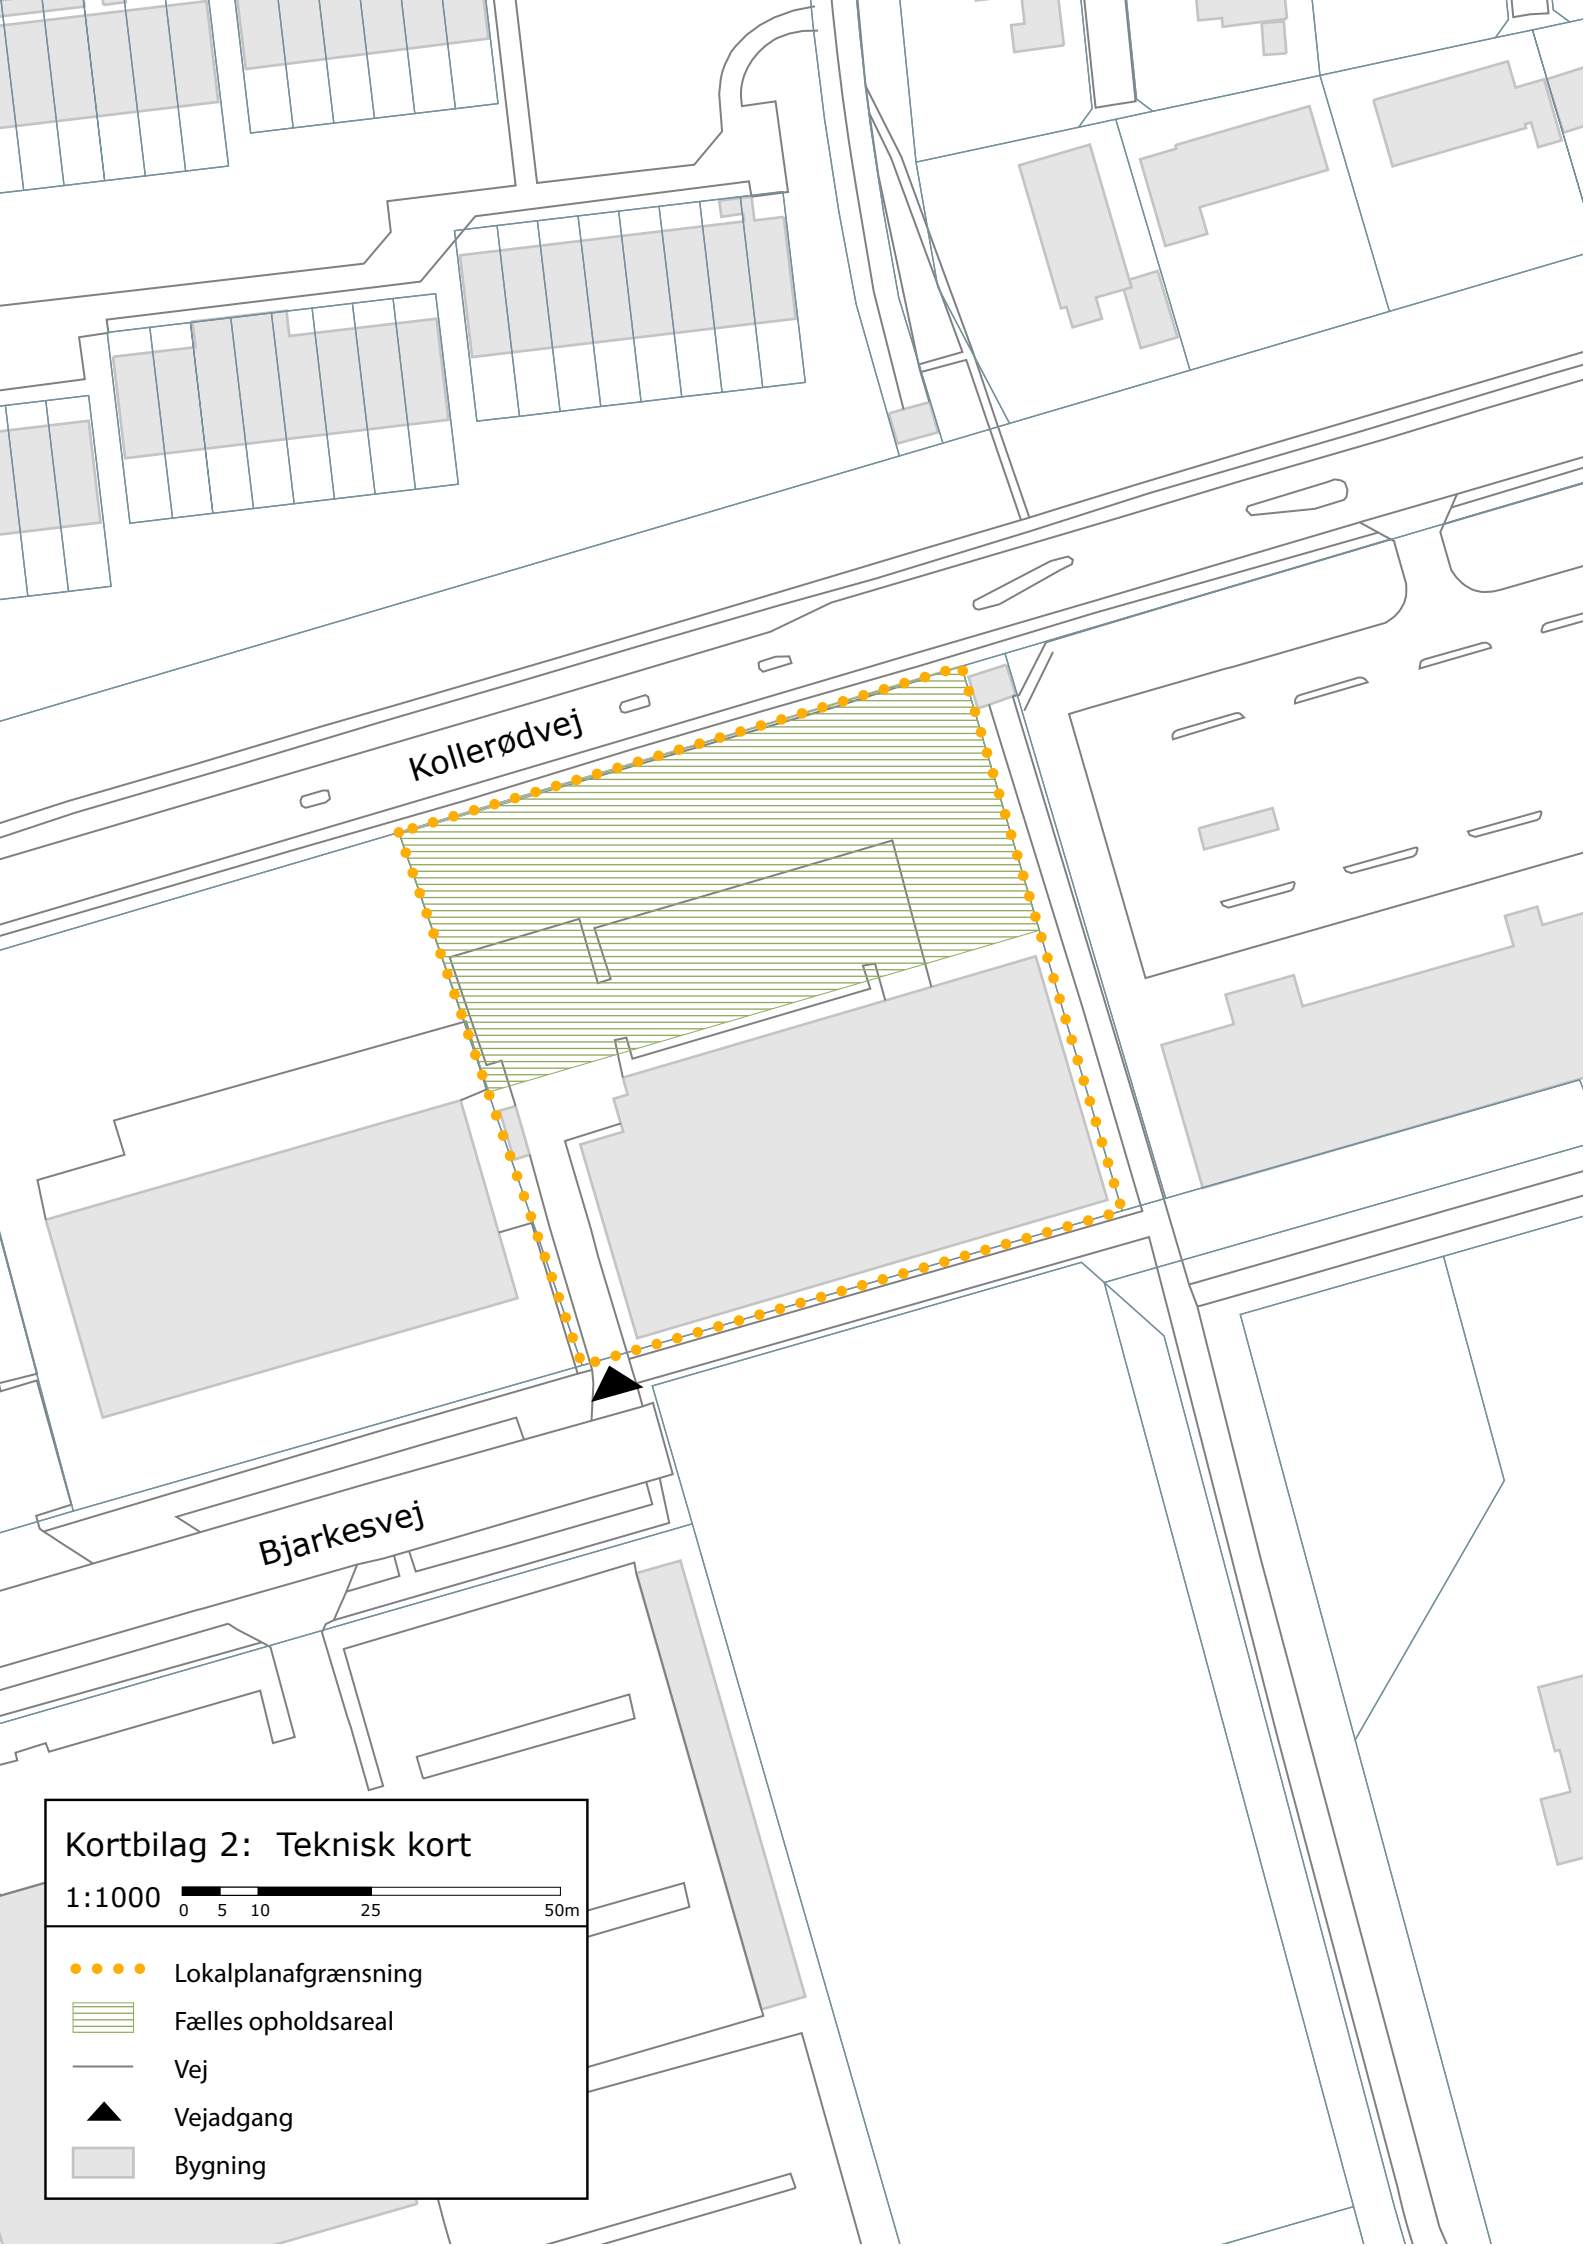 Kollerødvej
Bjarkesvej
Kortbilag 2: Teknisk kort
1:1000
0 5 10 25 50m
Lokalplanafgrænsning
Fælles opholdsareal
Vej
Vejadgang
Bygning